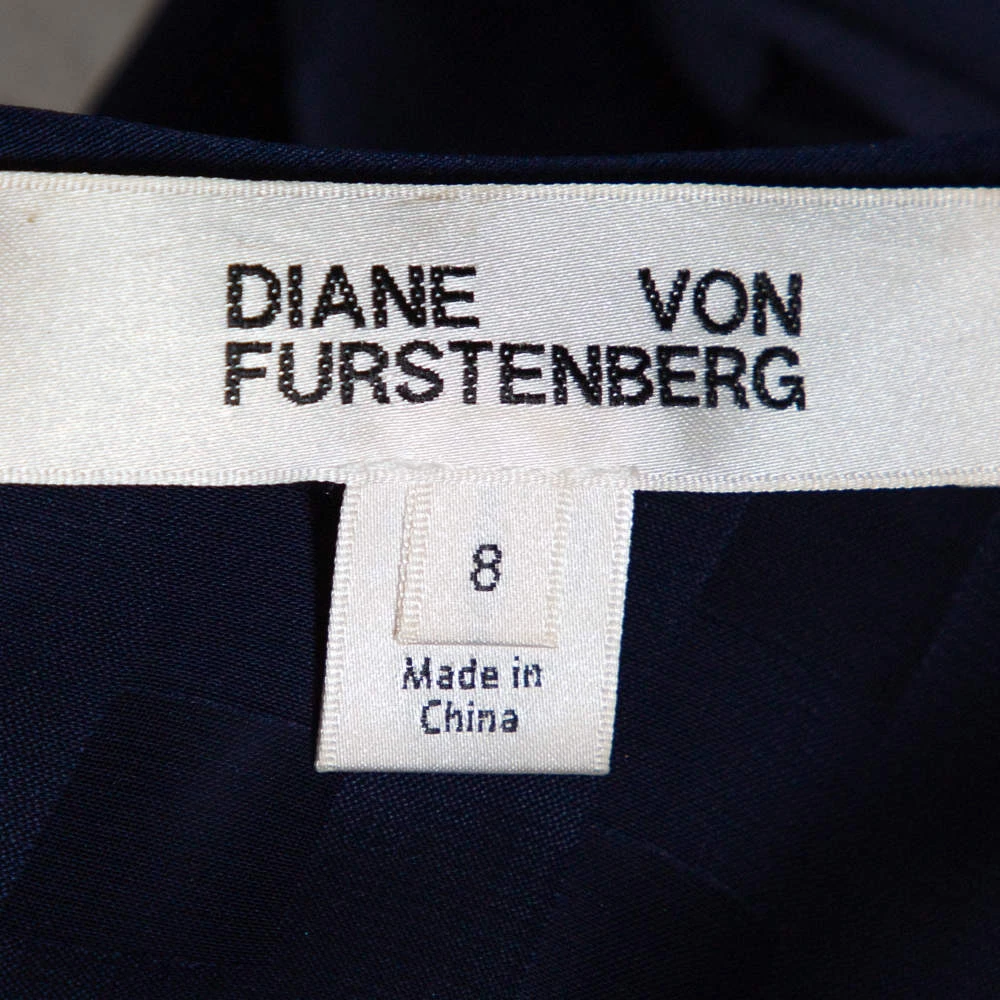 DIANE VON
FURSTENBERG
8
Made in
China